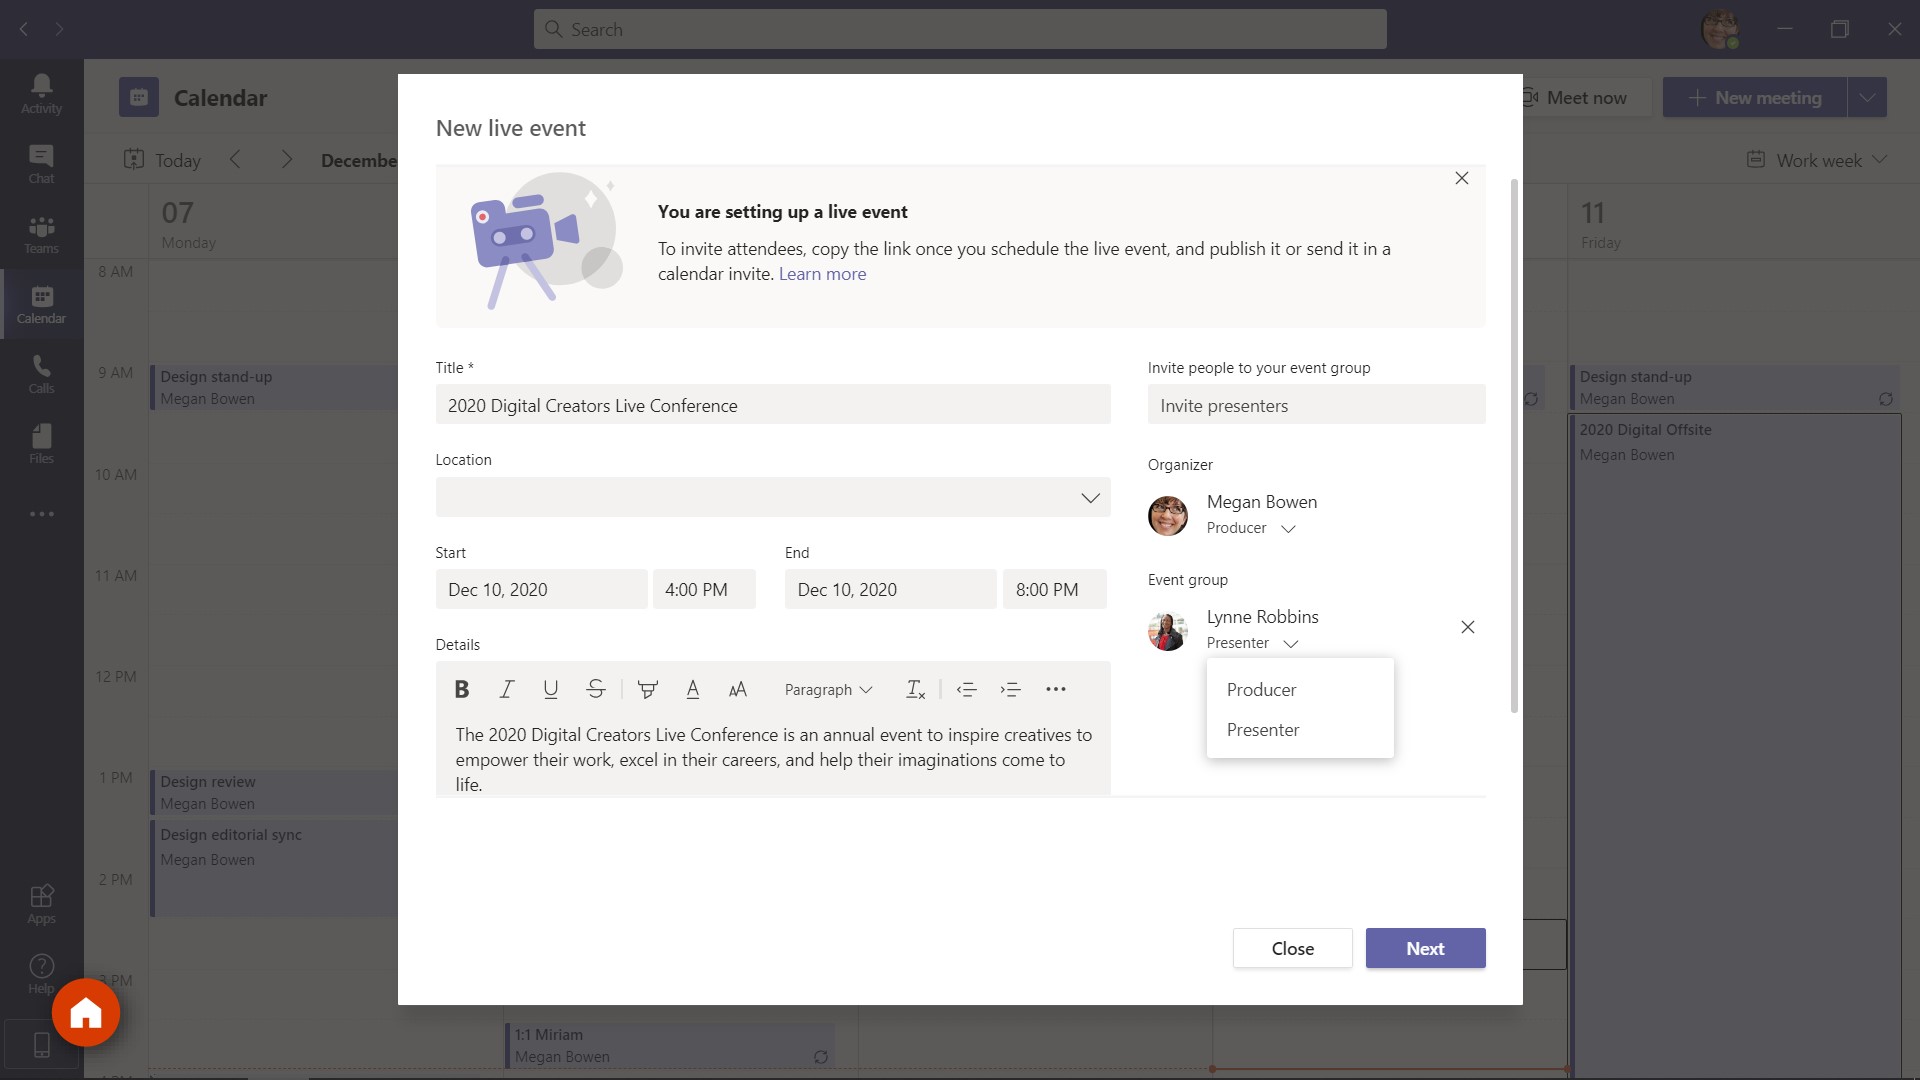 Search
Activity
Chat
Teams
Calendar
Calls
Files
Apps
Help
Calendar
Meet now
New meeting
Today
Decembe
Work week
07
Monday
11
Friday
8 AM
9 AM
10 AM
11 AM
12 PM
1 PM
2 PM
3 PM
Design stand-up
Megan Bowen
Design review
Megan Bowen
Design editorial sync
Megan Bowen
1:1 Miriam
Megan Bowen
Design stand-up
Megan Bowen
2020 Digital Offsite
Megan Bowen
New live event
You are setting up a live event
To invite attendees, copy the link once you schedule the live event, and publish it or send it in a
calendar invite. Learn more
Title *
2020 Digital Creators Live Conference
Location
Start
End
Dec 10, 2020
4:00 PM
Dec 10, 2020
8:00 PM
Details
B I U S A AA Paragraph Tx
The 2020 Digital Creators Live Conference is an annual event to inspire creatives to
empower their work, excel in their careers, and help their imaginations come to
life.
Invite people to your event group
Invite presenters
Organizer
Megan Bowen
Producer
Event group
Lynne Robbins
Presenter
Producer
Presenter
Close
Next